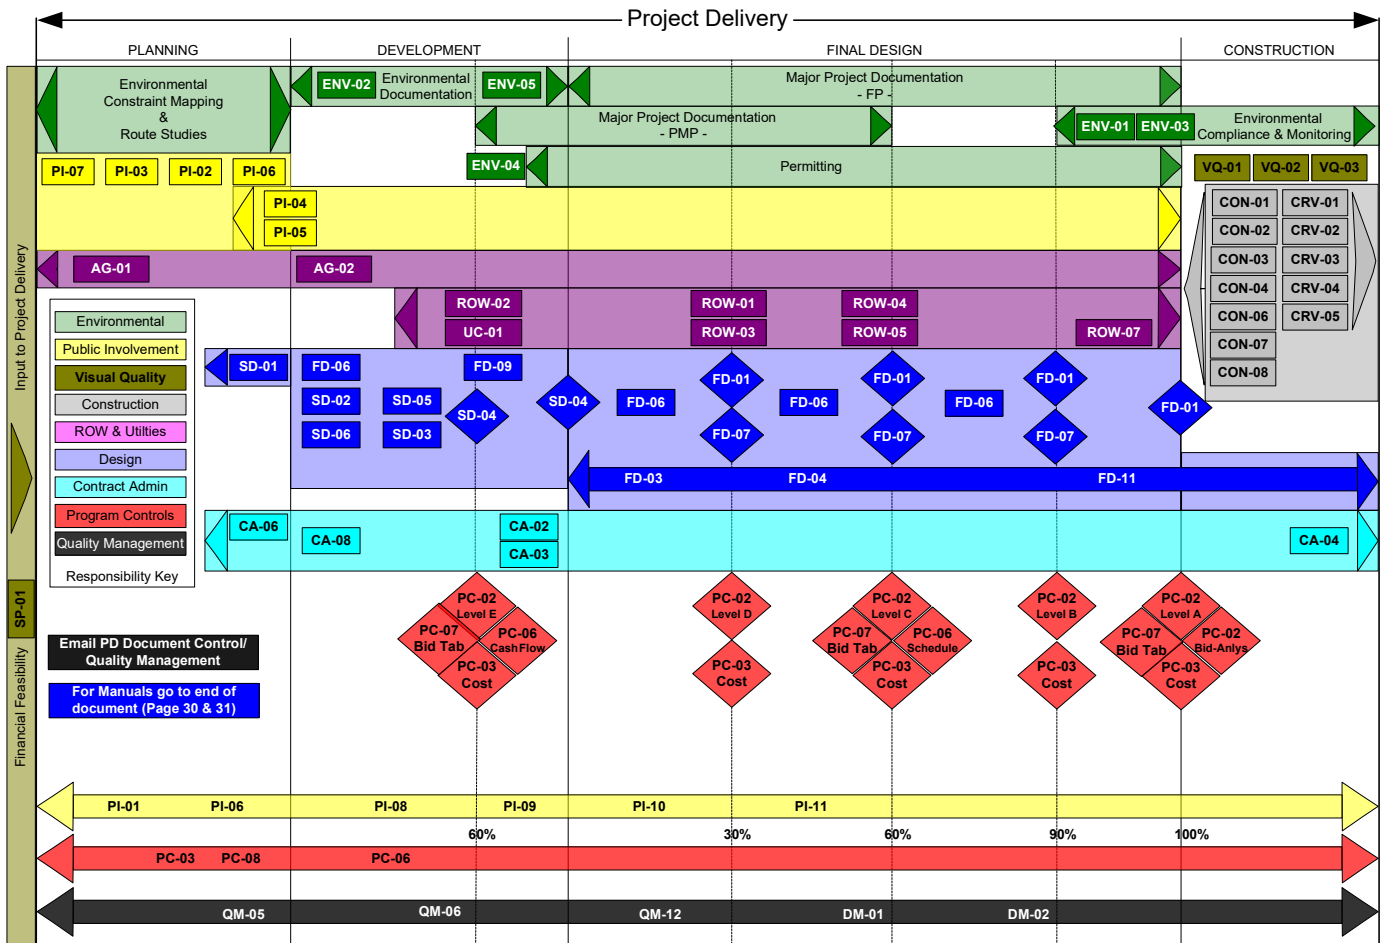 Project Delivery
PLANNING
DEVELOPMENT
FINAL DESIGN
CONSTRUCTION
Environmental
Constraint Mapping
&
Route Studies
ENV-02
Environmental
Documentation
ENV-05
Major Project Documentation
- FP -
Major Project Documentation
- PMP -
ENV-01
ENV-03
Environmental
Compliance & Monitoring
ENV-04
Permitting
PI-07
PI-03
PI-02
PI-06
VQ-01
VQ-02
VQ-03
PI-04
PI-05
CON-01
CRV-01
CON-02
CRV-02
CON-03
CRV-03
CON-04
CRV-04
CON-06
CRV-05
CON-07
CON-08
AG-01
AG-02
ROW-02
ROW-01
ROW-04
UC-01
ROW-03
ROW-05
ROW-07
Input to Project Delivery
SP-01
Financial Feasibility
Environmental
Public Involvement
Visual Quality
Construction
ROW & Utilties
Design
Contract Admin
Program Controls
Quality Management
Responsibility Key
SD-01
FD-06
FD-09
SD-02
SD-05
SD-04
SD-04
SD-06
SD-03
FD-06
FD-01
FD-07
FD-06
FD-01
FD-07
FD-06
FD-01
FD-07
FD-01
FD-03
FD-04
FD-11
CA-06
CA-08
CA-02
CA-03
CA-04
PC-02
Level E
PC-07
Bid Tab
PC-06
CashFlow
PC-03
Cost
PC-02
Level D
PC-03
Cost
PC-02
Level C
PC-07
Bid Tab
PC-06
Schedule
PC-03
Cost
PC-02
Level B
PC-03
Cost
PC-02
Level A
PC-07
Bid Tab
PC-02
Bid-Anlys
PC-03
Cost
Email PD Document Control/
Quality Management
For Manuals go to end of
document (Page 30 & 31)
PI-01
PI-06
PI-08
PI-09
PI-10
PI-11
60%
30%
60%
90%
100%
PC-03
PC-08
PC-06
QM-05
QM-06
QM-12
DM-01
DM-02